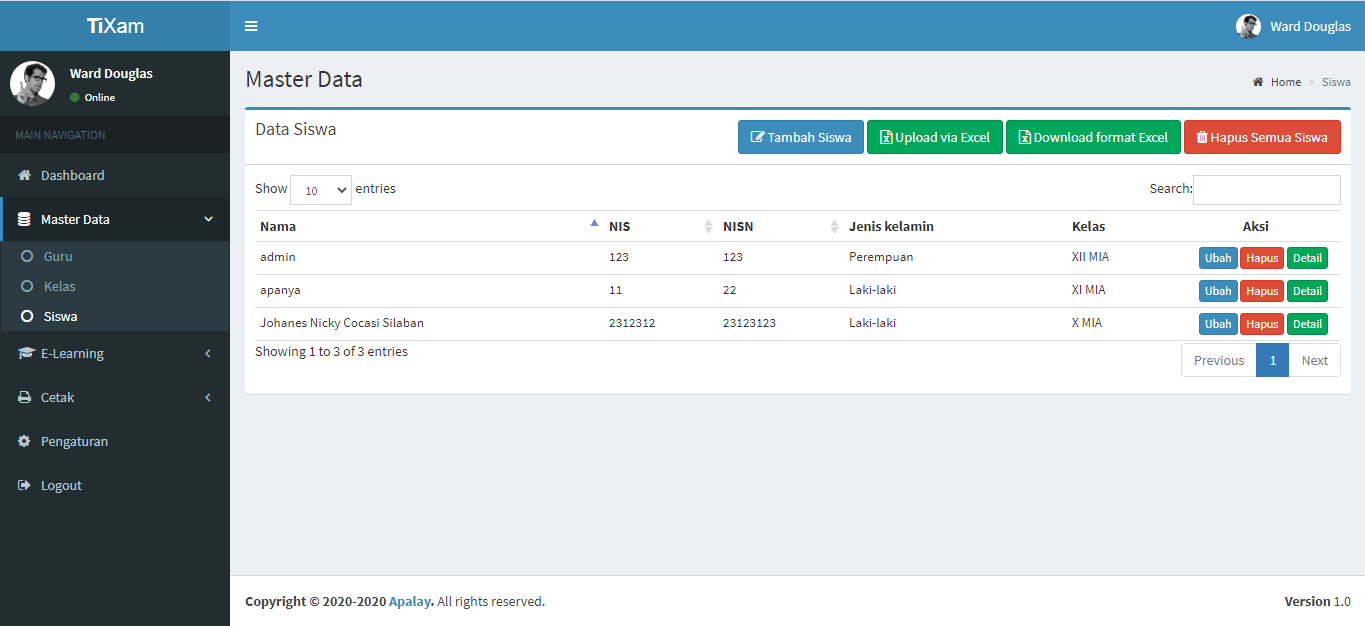 TiXam
Ward Douglas
Ward Douglas
Online
MAIN NAVIGATION
Dashboard
Master Data
Guru
Kelas
Siswa
E-Learning
Cetak
Pengaturan
Logout
Master Data
Home > Siswa
Data Siswa
Tambah Siswa Upload via Excel Download format Excel Hapus Semua Siswa
Show 10 entries Search:
Nama NIS NISN Jenis kelamin Kelas Aksi
admin 123 123 Perempuan XII MIA Ubah Hapus Detail
apanya 11 22 Laki-laki XI MIA Ubah Hapus Detail
Johanes Nicky Cocasi Silaban 2312312 23123123 Laki-laki X MIA Ubah Hapus Detail
Showing 1 to 3 of 3 entries Previous 1 Next
Copyright © 2020-2020 Apalay. All rights reserved. Version 1.0